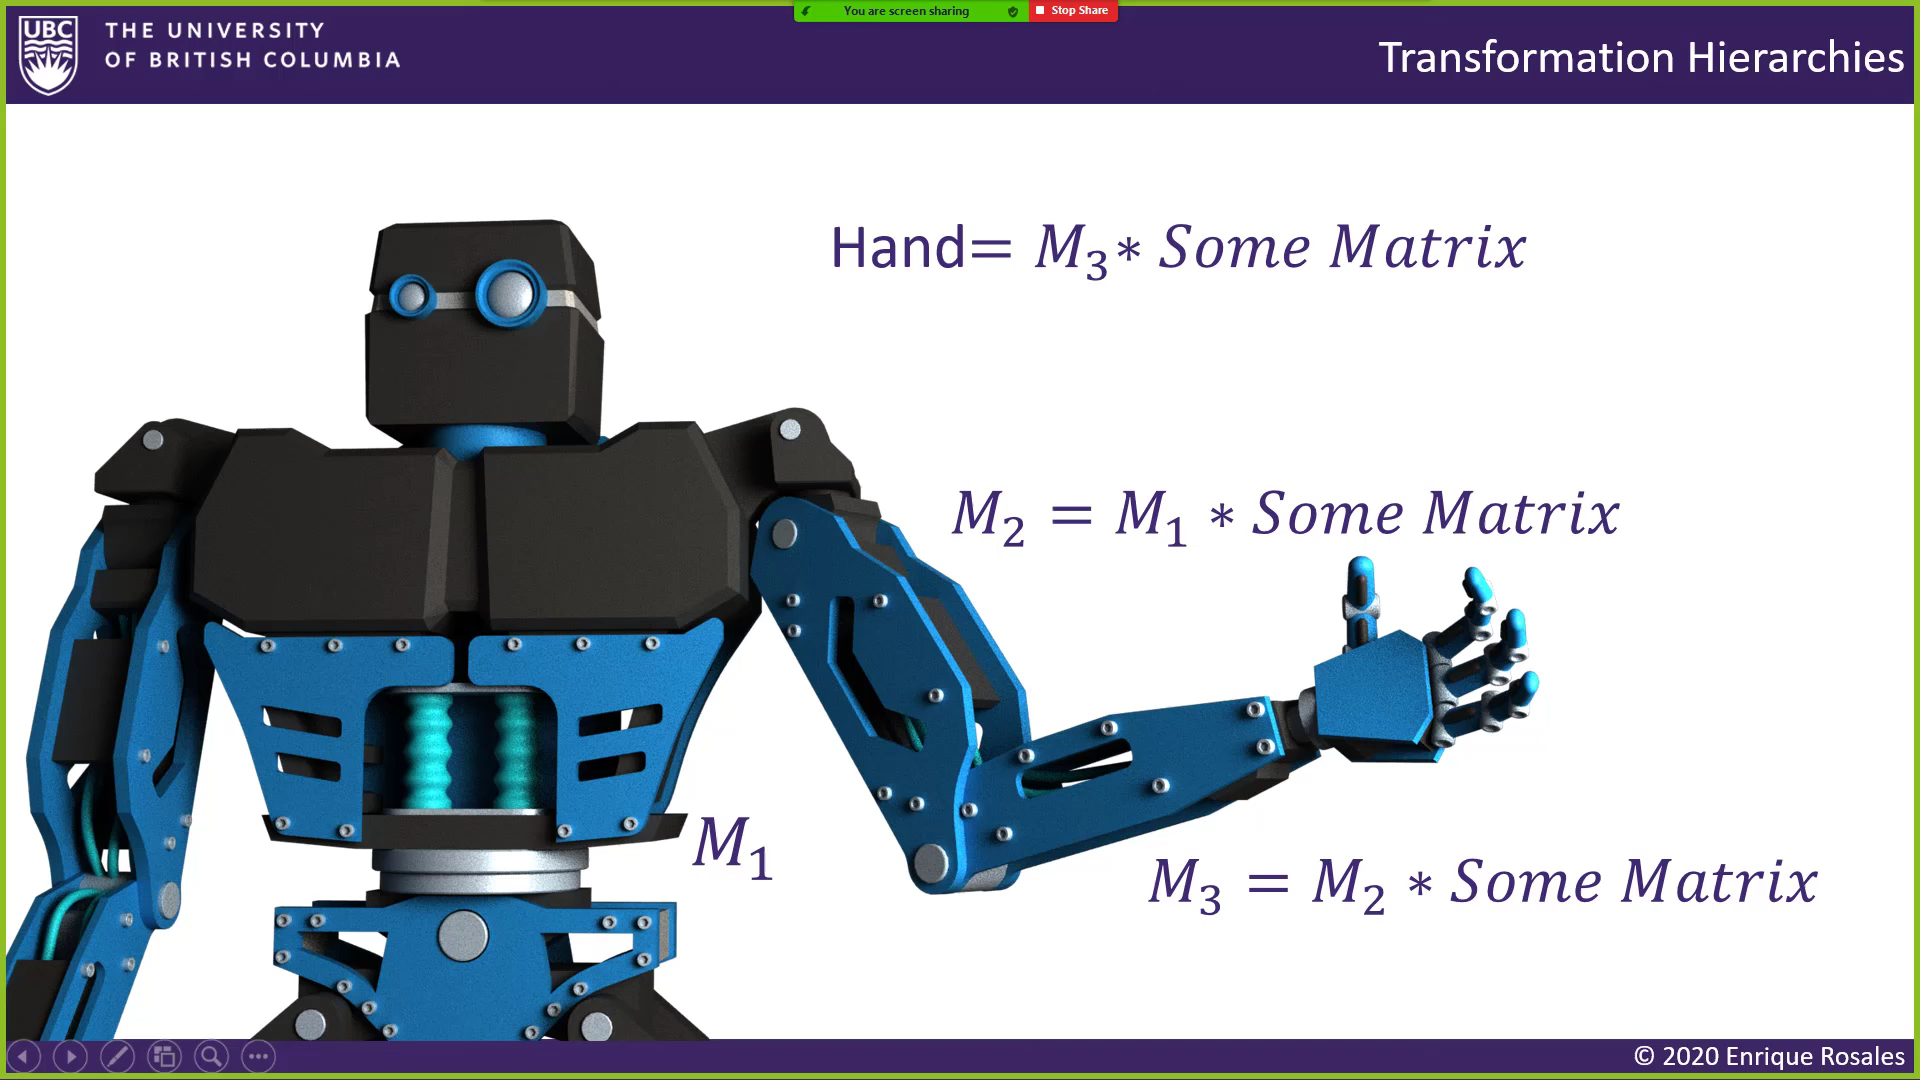 You are screen sharing
Stop Share
UBC
THE UNIVERSITY
OF BRITISH COLUMBIA
Transformation Hierarchies
Hand= M₃* Some Matrix
M₂ = M₁ * Some Matrix
M₁
M₃ = M₂ * Some Matrix
© 2020 Enrique Rosales